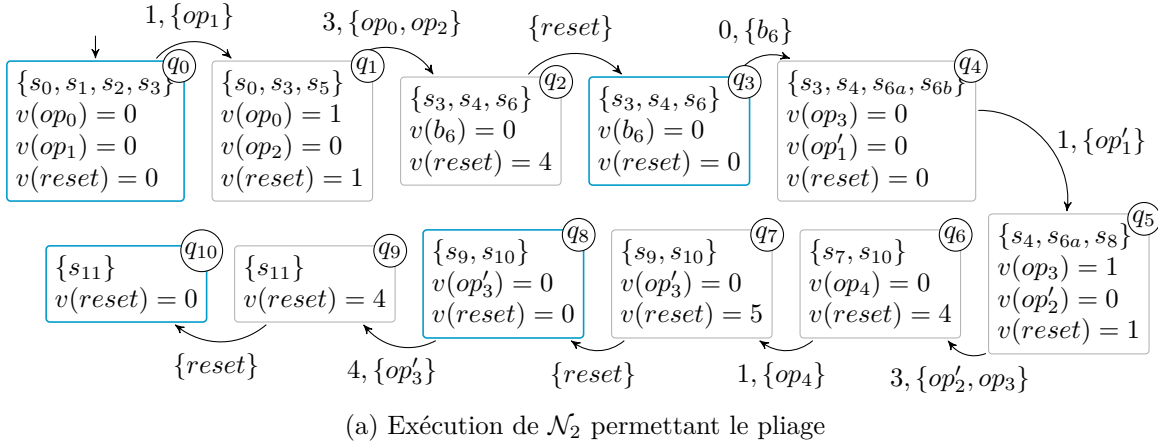 1, {op₁}
3, {op₀, op₂}
{reset}
0, {b₆}
q₀
{s₀, s₁, s₂, s₃}
v(op₀) = 0
v(op₁) = 0
v(reset) = 0
q₁
{s₀, s₃, s₅}
v(op₀) = 1
v(op₂) = 0
v(reset) = 1
q₂
{s₃, s₄, s₆}
v(b₆) = 0
v(reset) = 4
q₃
{s₃, s₄, s₆}
v(b₆) = 0
v(reset) = 0
q₄
{s₃, s₄, s₆ₐ, s₆b}
v(op₃) = 0
v(op′₁) = 0
v(reset) = 0
1, {op′₁}
q₅
{s₄, s₆ₐ, s₈}
v(op₃) = 1
v(op′₂) = 0
v(reset) = 1
q₆
{s₇, s₁₀}
v(op₄) = 0
v(reset) = 4
q₇
{s₉, s₁₀}
v(op′₃) = 0
v(reset) = 5
q₈
{s₉, s₁₀}
v(op′₃) = 0
v(reset) = 0
q₉
{s₁₁}
v(reset) = 4
q₁₀
{s₁₁}
v(reset) = 0
{reset}
4, {op′₃}
{reset}
1, {op₄}
3, {op′₂, op₃}
(a) Exécution de 𝒩₂ permettant le pliage